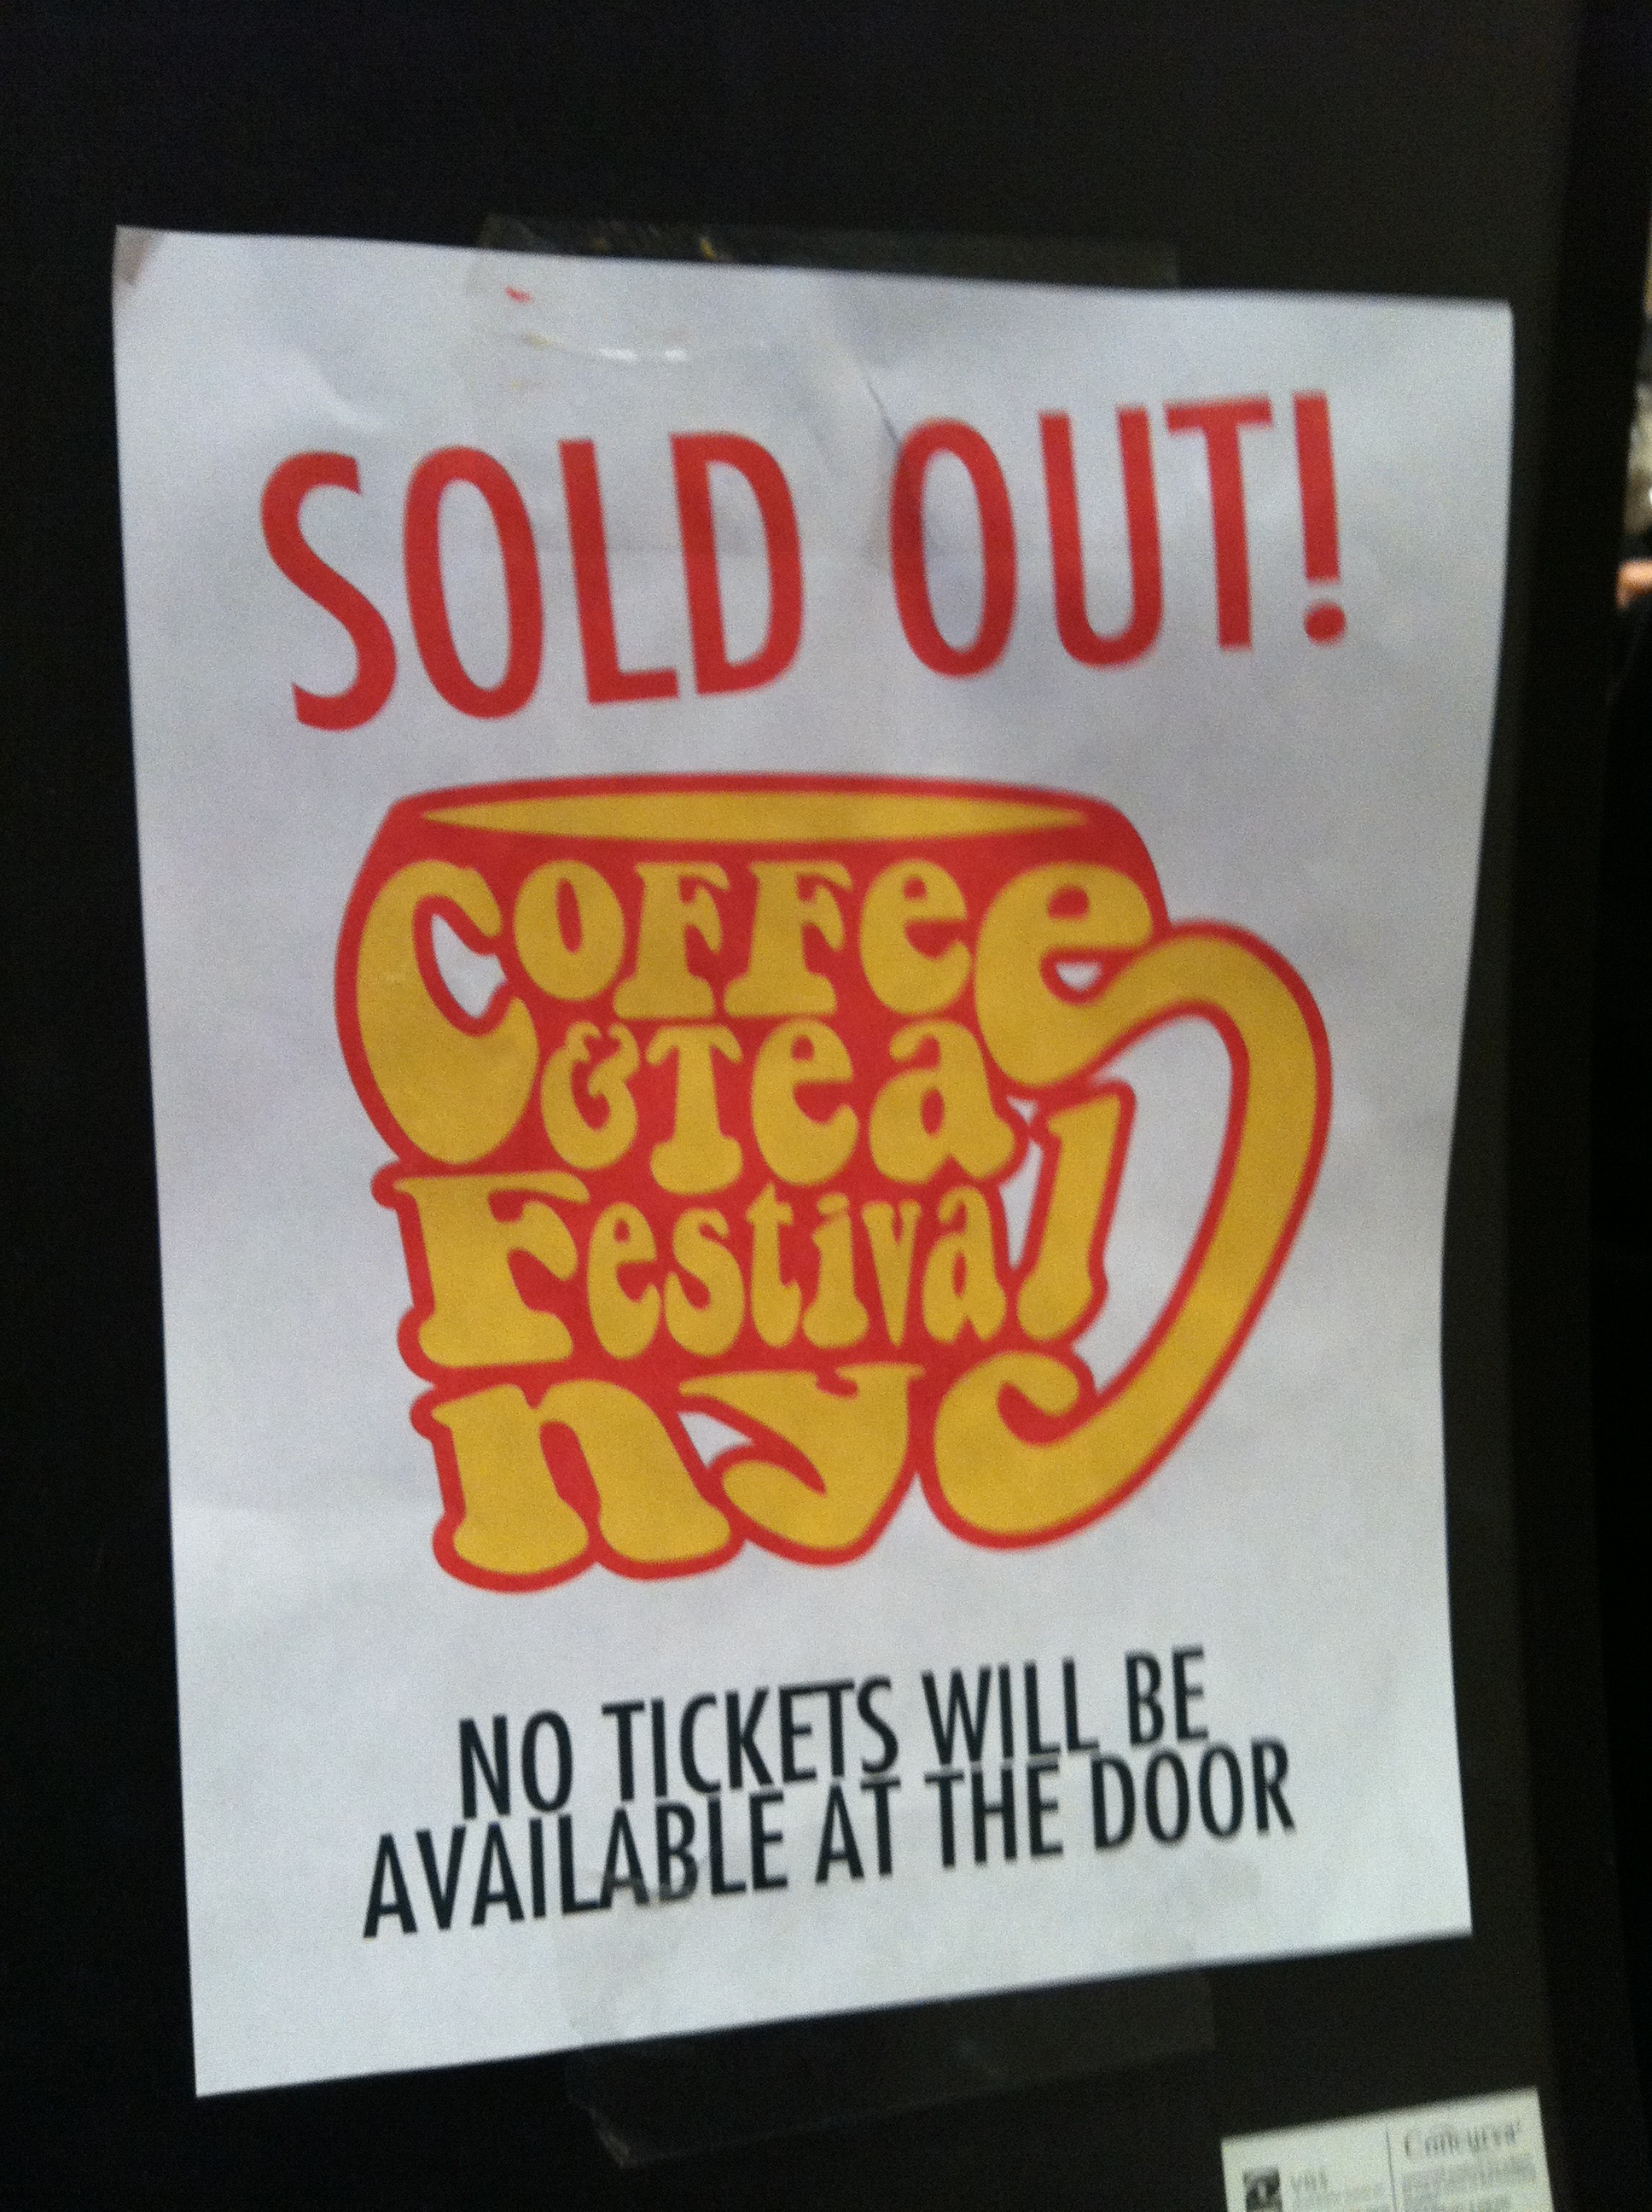 SOLD OUT!
COFFee
& Tea
Festival
nyc
NO TICKETS WILL BE
AVAILABLE AT THE DOOR